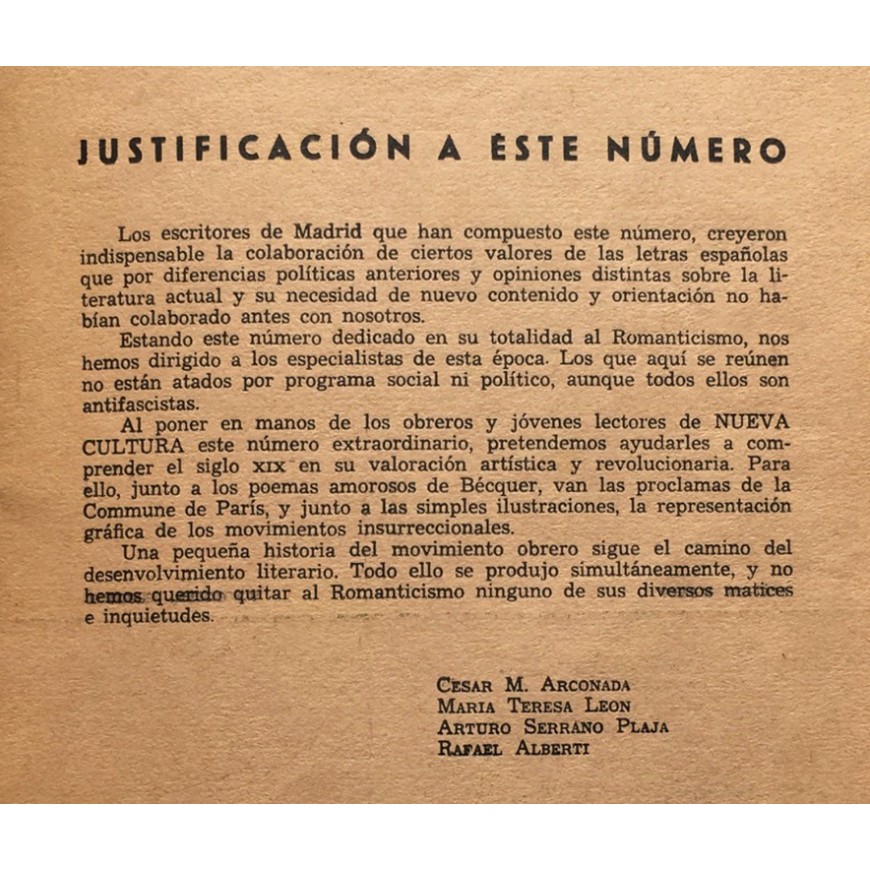 JUSTIFICACIÓN A ESTE NÚMERO
Los escritores de Madrid que han compuesto este número, creyeron
indispensable la colaboración de ciertos valores de las letras españolas
que por diferencias políticas anteriores y opiniones distintas sobre la li-
teratura actual y su necesidad de nuevo contenido y orientación no ha-
bían colaborado antes con nosotros.
Estando este número dedicado en su totalidad al Romanticismo, nos
hemos dirigido a los especialistas de esta época. Los que aquí se reúnen
no están atados por programa social ni político, aunque todos ellos son
antifascistas.
Al poner en manos de los obreros y jóvenes lectores de NUEVA
CULTURA este número extraordinario, pretendemos ayudarles a com-
prender el siglo XIX en su valoración artística y revolucionaria. Para
ello, junto a los poemas amorosos de Bécquer, van las proclamas de la
Commune de París, y junto a las simples ilustraciones, la representación
gráfica de los movimientos insurreccionales.
Una pequeña historia del movimiento obrero sigue el camino del
desenvolvimiento literario. Todo ello se produjo simultáneamente, y no
hemos querido quitar al Romanticismo ninguno de sus diversos matices
e inquietudes.
CESAR M. ARCONADA
MARIA TERESA LEON
ARTURO SERRANO PLAJA
RAFAEL ALBERTI